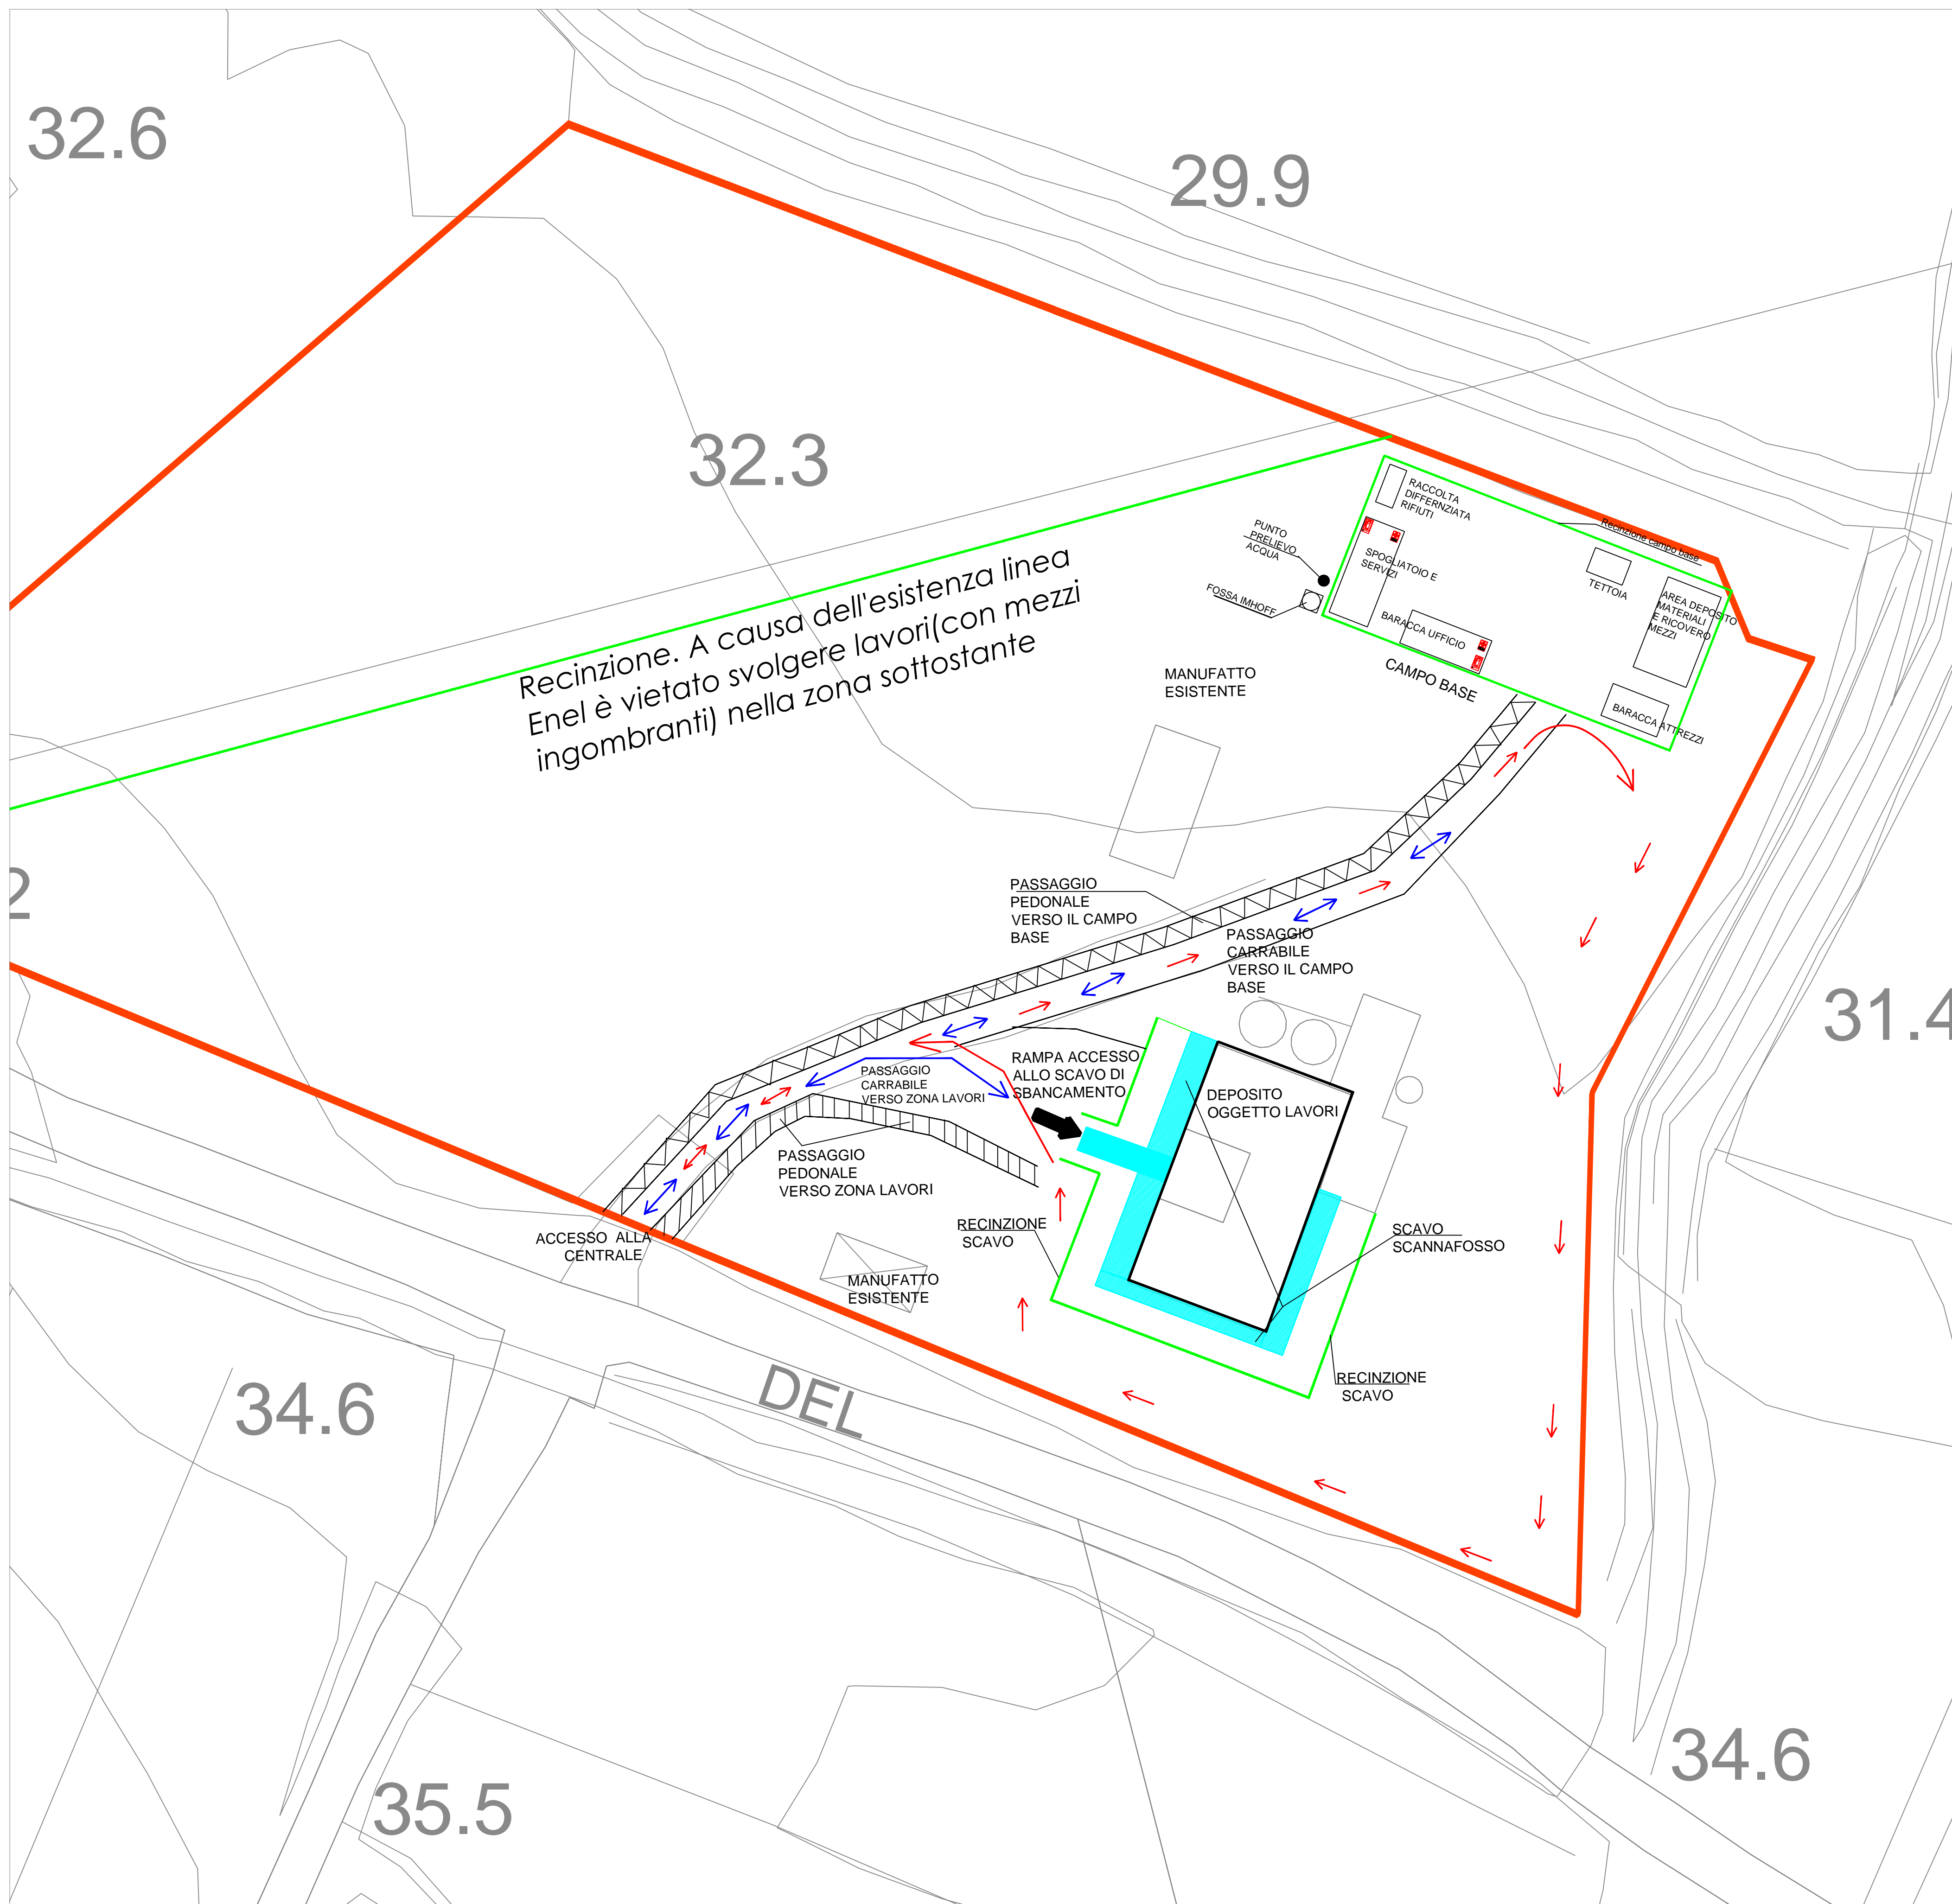 32.6
29.9
32.3
RACCOLTA
DIFFERNZIATA
RIFIUTI
Recinzione campo base
PUNTO
PRELIEVO
ACQUA
SPOGLIATOIO E
SERVIZI
FOSSA IMHOFF
TETTOIA
AREA DEPOSITO
MATERIALI
E RICOVERO
MEZZI
BARACCA UFFICIO
CAMPO BASE
BARACCA ATTREZZI
Recinzione. A causa dell'esistenza linea
Enel è vietato svolgere lavori(con mezzi
ingombranti) nella zona sottostante
MANUFATTO
ESISTENTE
2
PASSAGGIO
PEDONALE
VERSO IL CAMPO
BASE
PASSAGGIO
CARRABILE
VERSO IL CAMPO
BASE
31.4
RAMPA ACCESSO
ALLO SCAVO DI
SBANCAMENTO
PASSAGGIO
CARRABILE
VERSO ZONA LAVORI
DEPOSITO
OGGETTO LAVORI
PASSAGGIO
PEDONALE
VERSO ZONA LAVORI
ACCESSO ALLA
CENTRALE
RECINZIONE
SCAVO
SCAVO
SCANNAFOSSO
MANUFATTO
ESISTENTE
RECINZIONE
SCAVO
34.6
DEL
34.6
35.5